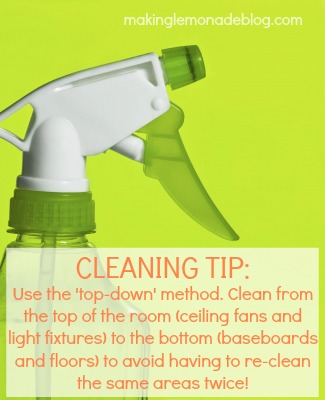 makinglemonadeblog.com
CLEANING TIP:
Use the 'top-down' method. Clean from
the top of the room (ceiling fans and
light fixtures) to the bottom (baseboards
and floors) to avoid having to re-clean
the same areas twice!